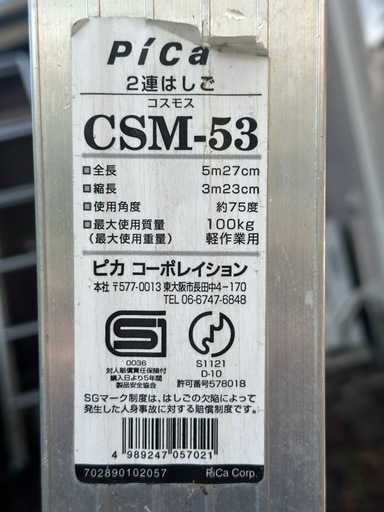 PiCa
2連はしご
コスモス
CSM-53
■全長 5m27cm
■縮長 3m23cm
■使用角度 約75度
■最大使用質量 100kg
(最大使用重量) 軽作業用
ピカ コーポレイション
本社 〒577-0013 東大阪市長田中4-170
TEL 06-6747-6848
SG
0036
対人賠償責任保険付
購入日より5年間
製品安全協会
S1121
D-10
許可番号57801B
SGマーク制度は、はしごの欠陥によって
発生した人身事故に対する賠償制度です。
4 989247 057021
702890102057 PiCa Corp.